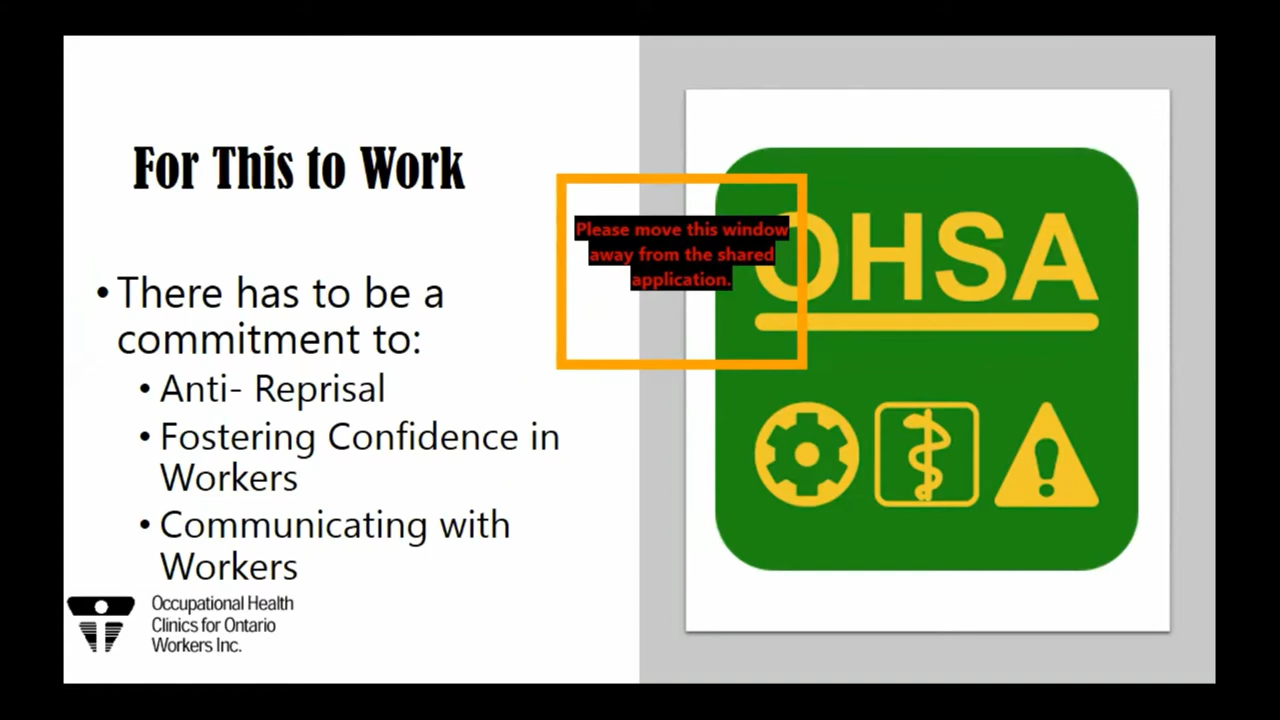 For This to Work
• There has to be a
commitment to:
• Anti- Reprisal
• Fostering Confidence in
Workers
• Communicating with
Workers
Occupational Health
Clinics for Ontario
Workers Inc.
Please move this window
away from the shared
application.
OHSA